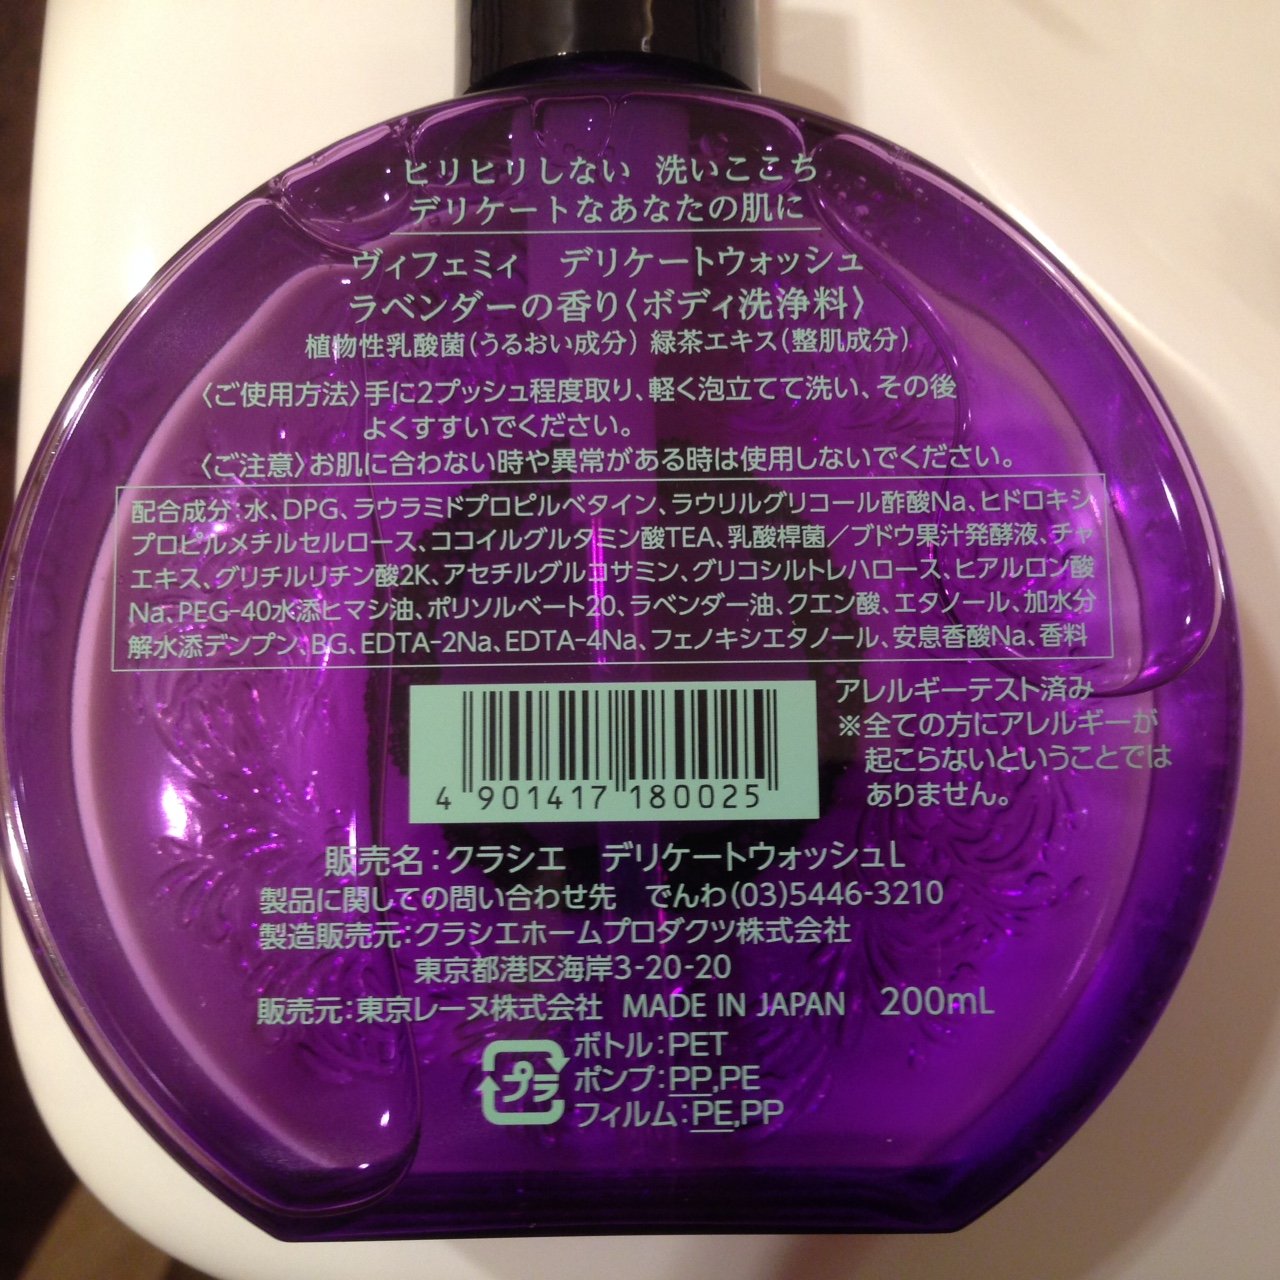 ヒリヒリしない 洗いここち
デリケートなあなたの肌に
ヴィフェミィ デリケートウォッシュ
ラベンダーの香り〈ボディ洗浄料〉
植物性乳酸菌(うるおい成分) 緑茶エキス(整肌成分)
〈ご使用方法〉手に2プッシュ程度取り、軽く泡立てて洗い、その後
よくすすいでください。
〈ご注意〉お肌に合わない時や異常がある時は使用しないでください。
配合成分:水、DPG、ラウラミドプロピルベタイン、ラウリルグリコール酢酸Na、ヒドロキシ
プロピルメチルセルロース、ココイルグルタミン酸TEA、乳酸桿菌/ブドウ果汁発酵液、チャ
エキス、グリチルリチン酸2K、アセチルグルコサミン、グリコシルトレハロース、ヒアルロン酸
Na、PEG-40水添ヒマシ油、ポリソルベート20、ラベンダー油、クエン酸、エタノール、加水分
解水添デンプン、BG、EDTA-2Na、EDTA-4Na、フェノキシエタノール、安息香酸Na、香料
アレルギーテスト済み
※全ての方にアレルギーが
起こらないということでは
ありません。
4 901417 180025
販売名:クラシエ デリケートウォッシュL
製品に関しての問い合わせ先 でんわ(03)5446-3210
製造販売元:クラシエホームプロダクツ株式会社
東京都港区海岸3-20-20
販売元:東京レーヌ株式会社 MADE IN JAPAN 200mL
プラ
ボトル:PET
ポンプ:PP,PE
フィルム:PE,PP